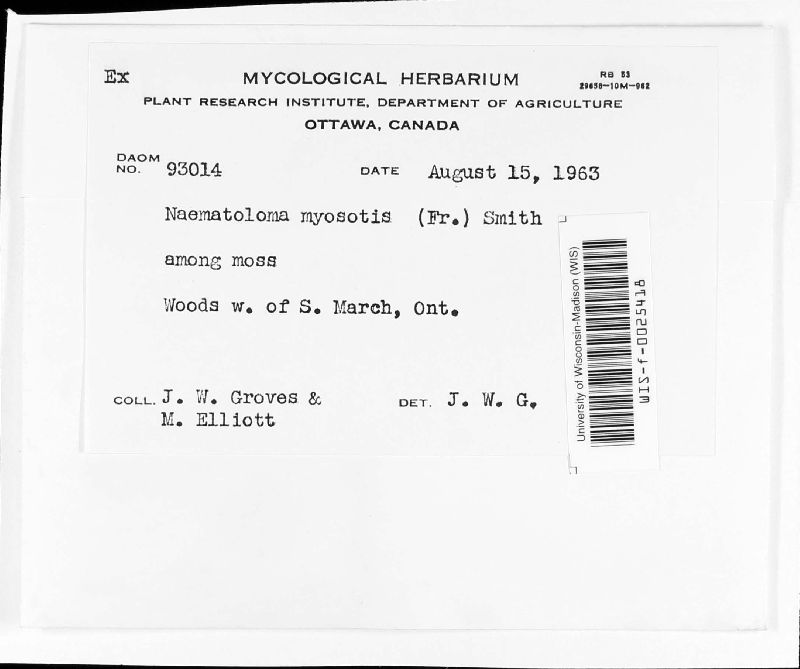 Ex MYCOLOGICAL HERBARIUM RB 53
29658-10M-962
PLANT RESEARCH INSTITUTE, DEPARTMENT OF AGRICULTURE
OTTAWA, CANADA
DAOM NO. 93014 DATE August 15, 1963
Naematoloma myosotis (Fr.) Smith
among moss
Woods w. of S. March, Ont.
COLL. J. W. Groves & DET. J. W. G.
M. Elliott
University of Wisconsin-Madison (WIS)
WIS-f-0025418